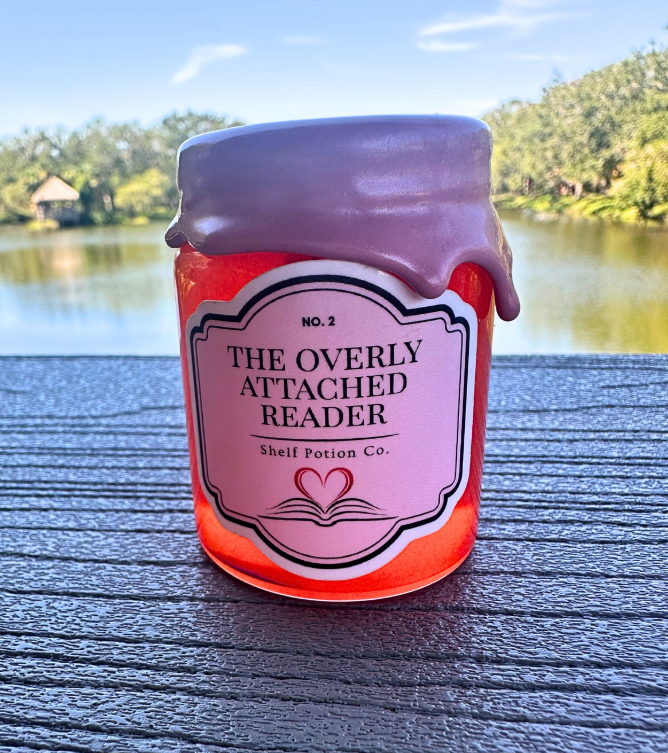 NO. 2
THE OVERLY
ATTACHED
READER
Shelf Potion Co.